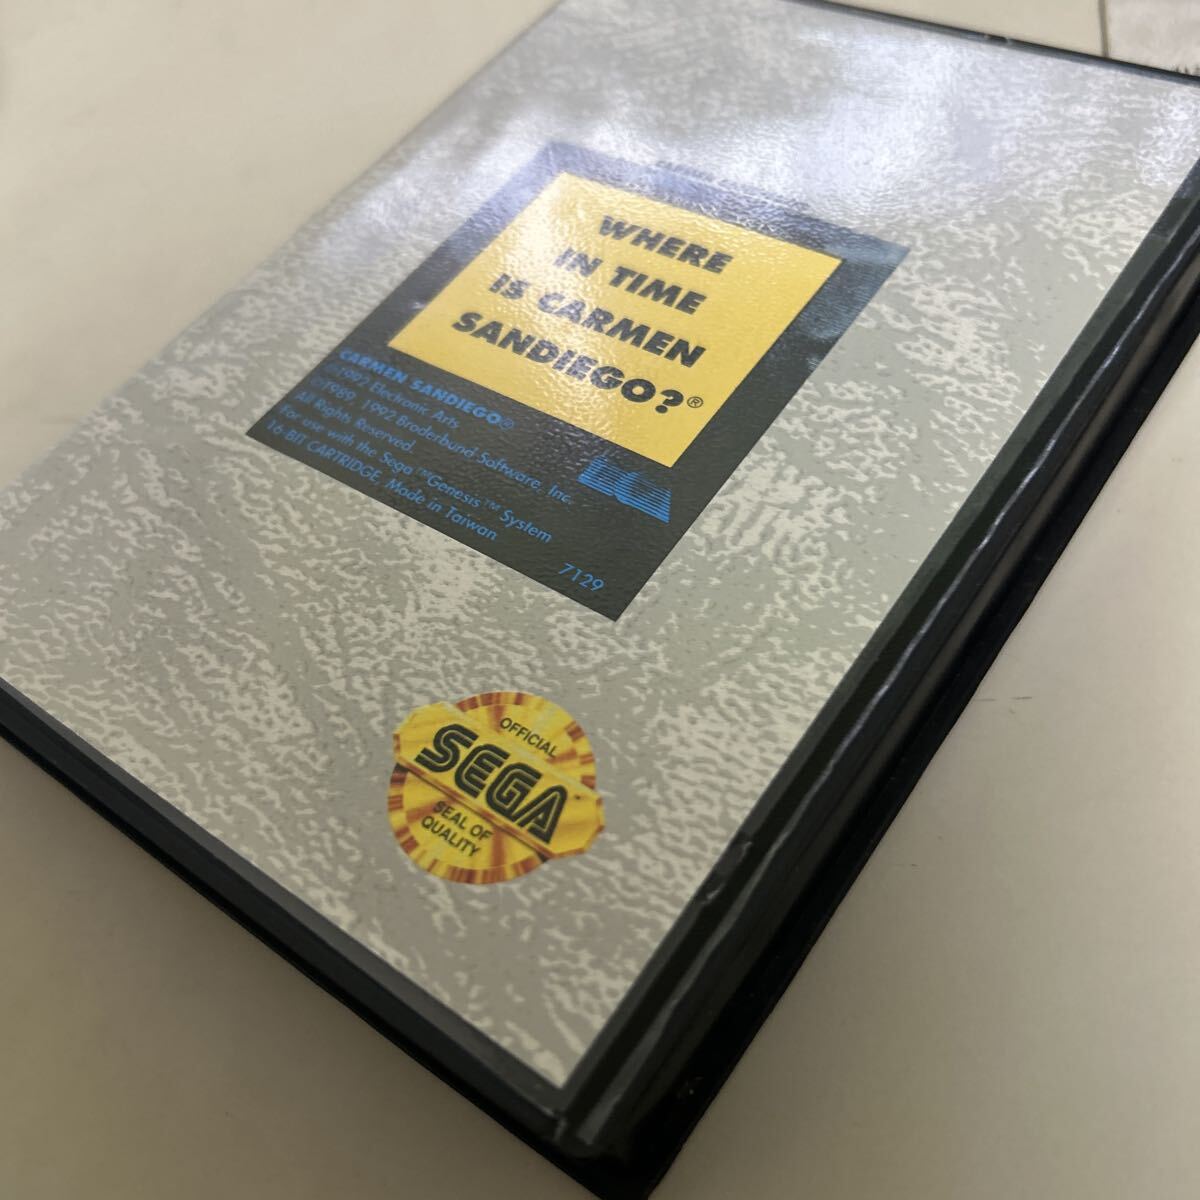 WHERE
IN TIME
IS CARMEN
SANDIEGO?®
CARMEN SANDIEGO®
©1992 Electronic Arts.
©1989, 1992 Broderbund Software, Inc.
All Rights Reserved.
For use with the Sega™ Genesis™ System
16-BIT CARTRIDGE, Made in Taiwan
7129
OFFICIAL
SEGA
SEAL OF
QUALITY